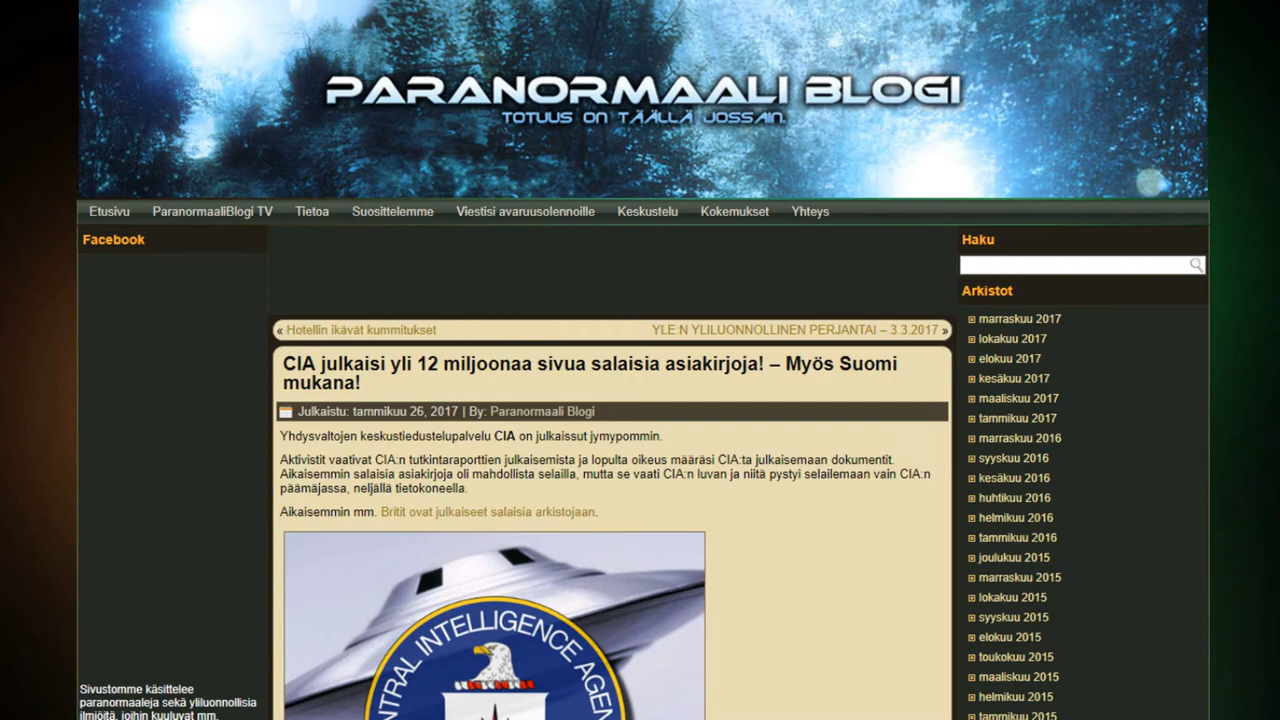 PARANORMAALI BLOGI
TOTUUS ON TÄÄLLÄ JOSSAIN.
Etusivu ParanormaaliBlogi TV Tietoa Suosittelemme Viestisi avaruusolennoille Keskustelu Kokemukset Yhteys
Facebook
Sivustomme käsittelee
paranormaaleja sekä yliluonnollisia
ilmiöitä, joihin kuuluvat mm.
« Hotellin ikävät kummitukset
YLE:N YLILUONNOLLINEN PERJANTAI – 3.3.2017 »
CIA julkaisi yli 12 miljoonaa sivua salaisia asiakirjoja! – Myös Suomi
mukana!
Julkaistu: tammikuu 26, 2017 | By: Paranormaali Blogi
Yhdysvaltojen keskustiedustelupalvelu CIA on julkaissut jymypommin.
Aktivistit vaativat CIA:n tutkintaraporttien julkaisemista ja lopulta oikeus määräsi CIA:ta julkaisemaan dokumentit.
Aikaisemmin salaisia asiakirjoja oli mahdollista selailla, mutta se vaati CIA:n luvan ja niitä pystyi selailemaan vain CIA:n
päämäjassa, neljällä tietokoneella.
Aikaisemmin mm. Britit ovat julkaiseet salaisia arkistojaan.
NTRAL INTELLIGENCE AGEN
Haku
Arkistot
marraskuu 2017
lokakuu 2017
elokuu 2017
kesäkuu 2017
maaliskuu 2017
tammikuu 2017
marraskuu 2016
syyskuu 2016
kesäkuu 2016
huhtikuu 2016
helmikuu 2016
tammikuu 2016
joulukuu 2015
marraskuu 2015
lokakuu 2015
syyskuu 2015
elokuu 2015
toukokuu 2015
maaliskuu 2015
helmikuu 2015
tammikuu 2015